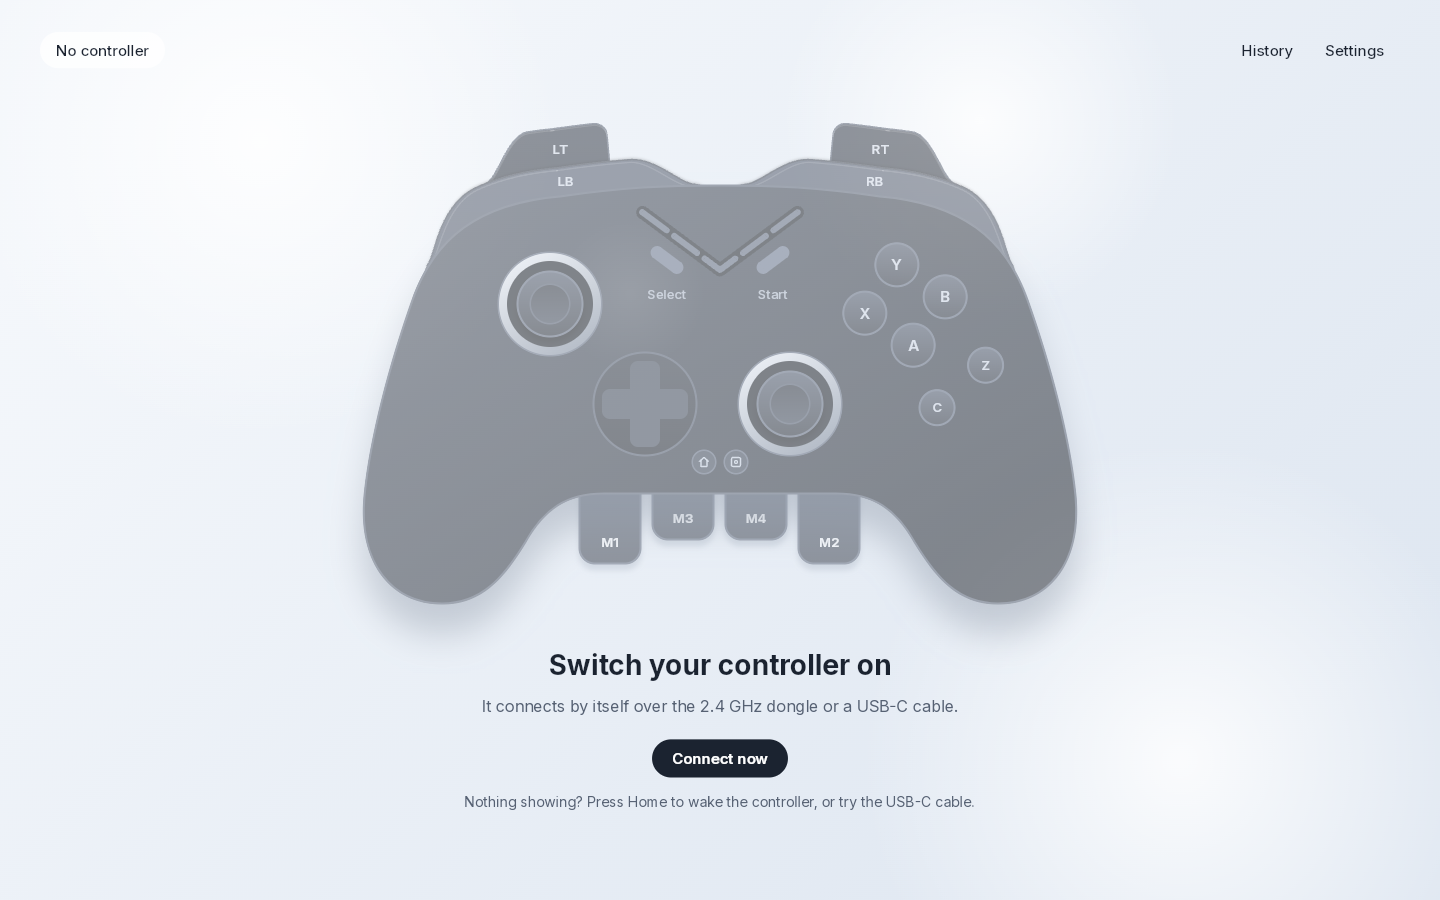 No controller
History
Settings
LT
RT
LB
RB
Select
Start
Y
B
X
A
Z
C
M1
M3
M4
M2
Switch your controller on
It connects by itself over the 2.4 GHz dongle or a USB-C cable.
Connect now
Nothing showing? Press Home to wake the controller, or try the USB-C cable.